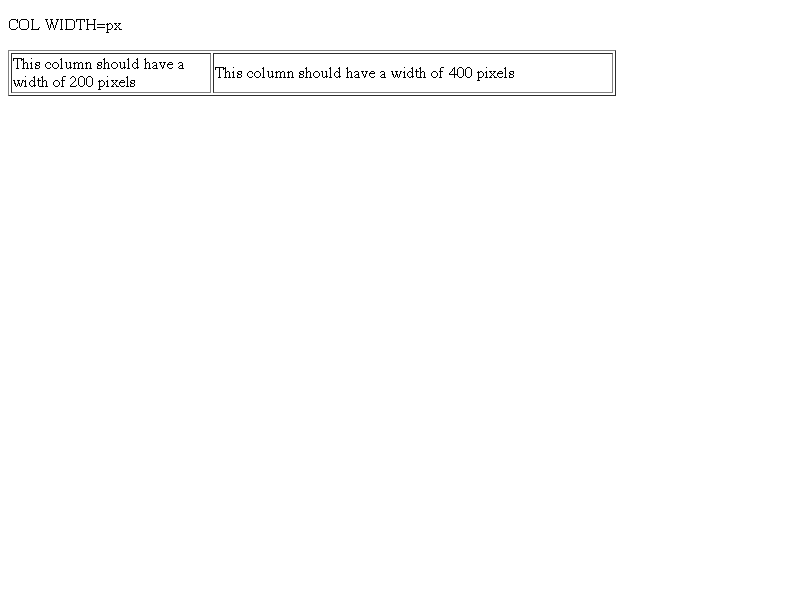 COL WIDTH=px
This column should have a
width of 200 pixels
This column should have a width of 400 pixels